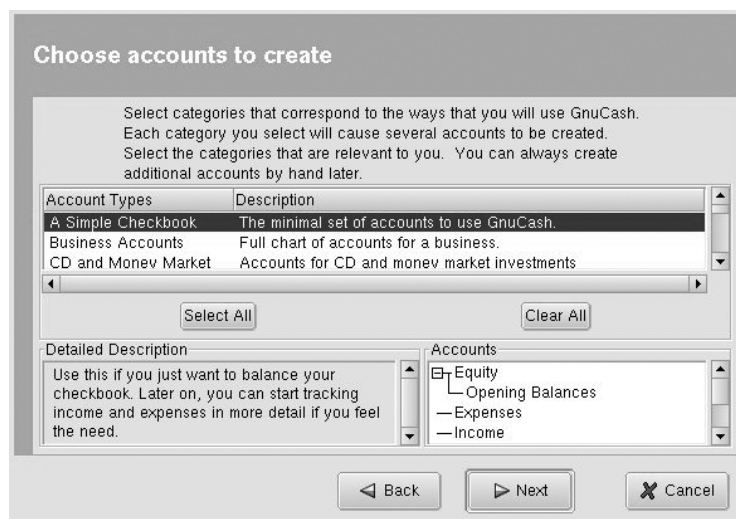 Choose accounts to create
Select categories that correspond to the ways that you will use GnuCash.
Each category you select will cause several accounts to be created.
Select the categories that are relevant to you. You can always create
additional accounts by hand later.
Account Types Description
A Simple Checkbook The minimal set of accounts to use GnuCash.
Business Accounts Full chart of accounts for a business.
CD and Money Market Accounts for CD and money market investments
Select All Clear All
Detailed Description
Use this if you just want to balance your
checkbook. Later on, you can start tracking
income and expenses in more detail if you feel
the need.
Accounts
Equity
Opening Balances
Expenses
Income
Back Next Cancel